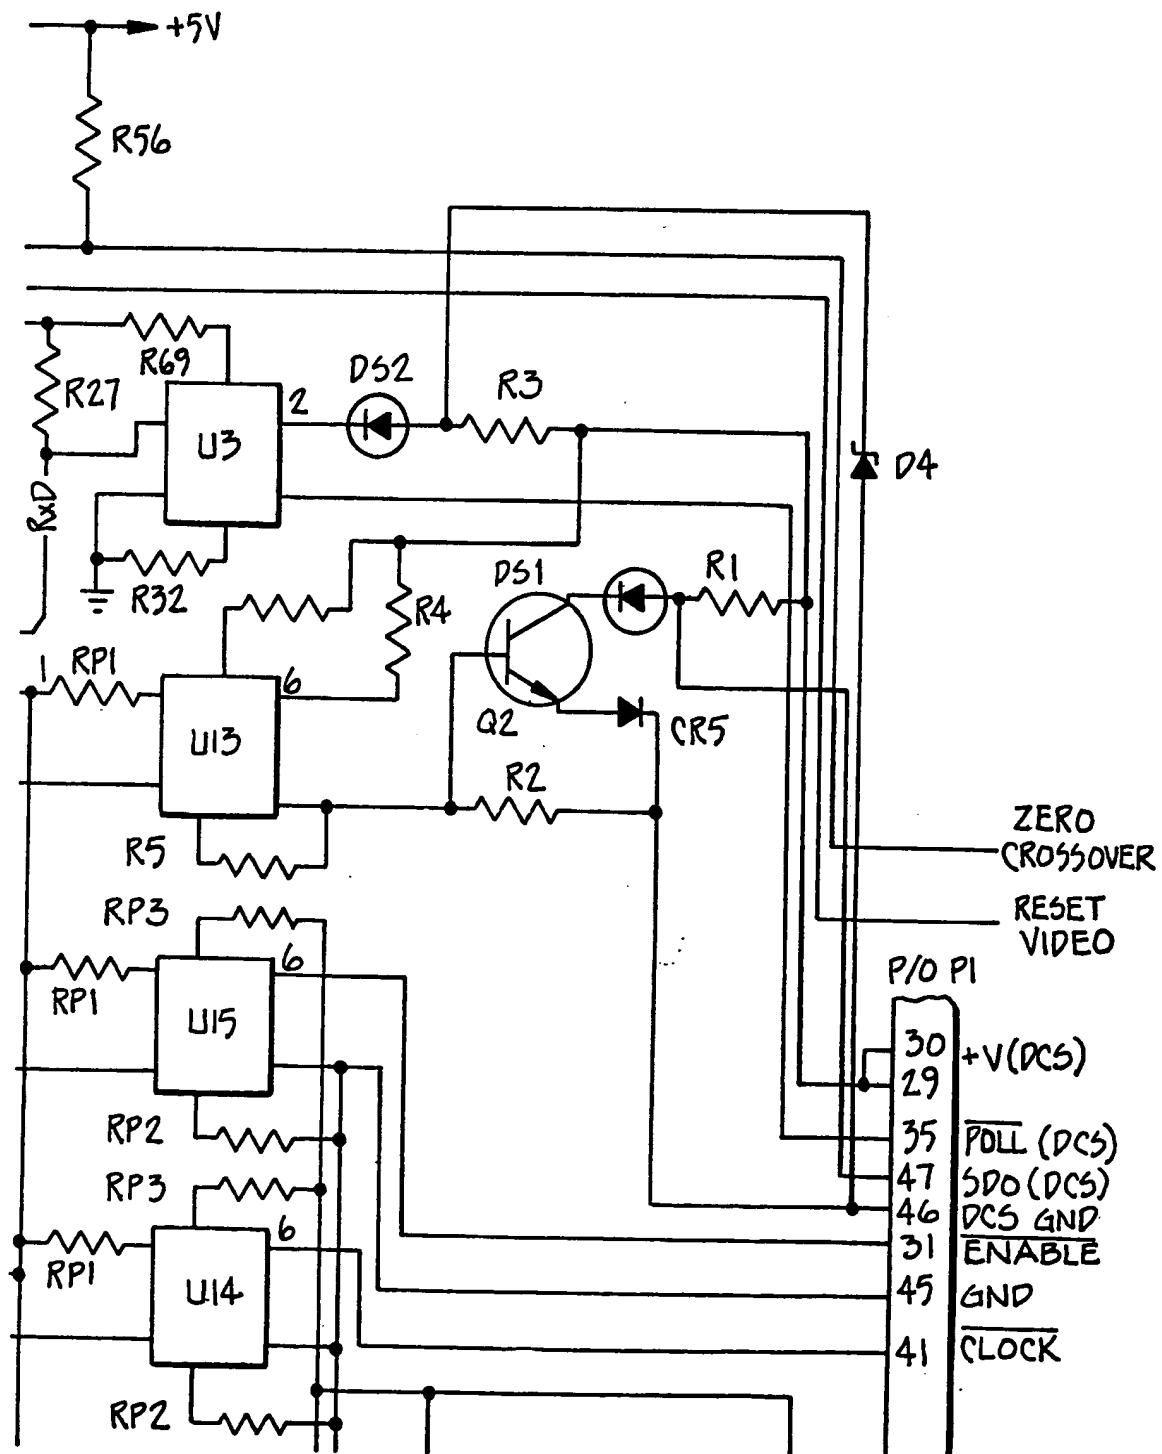 +5V
R56
R69
R27
DS2
R3
2
U3
D4
RxD
R32
DS1
R1
R4
1
RP1
6
U13
Q2
CR5
R2
R5
ZERO
CROSSOVER
RP3
RESET
VIDEO
6
RP1
U15
P/O P1
30
+V(DCS)
29
RP2
35
POLL (DCS)
RP3
47
SDO (DCS)
46
DCS GND
6
31
ENABLE
RP1
U14
45
GND
41
CLOCK
RP2